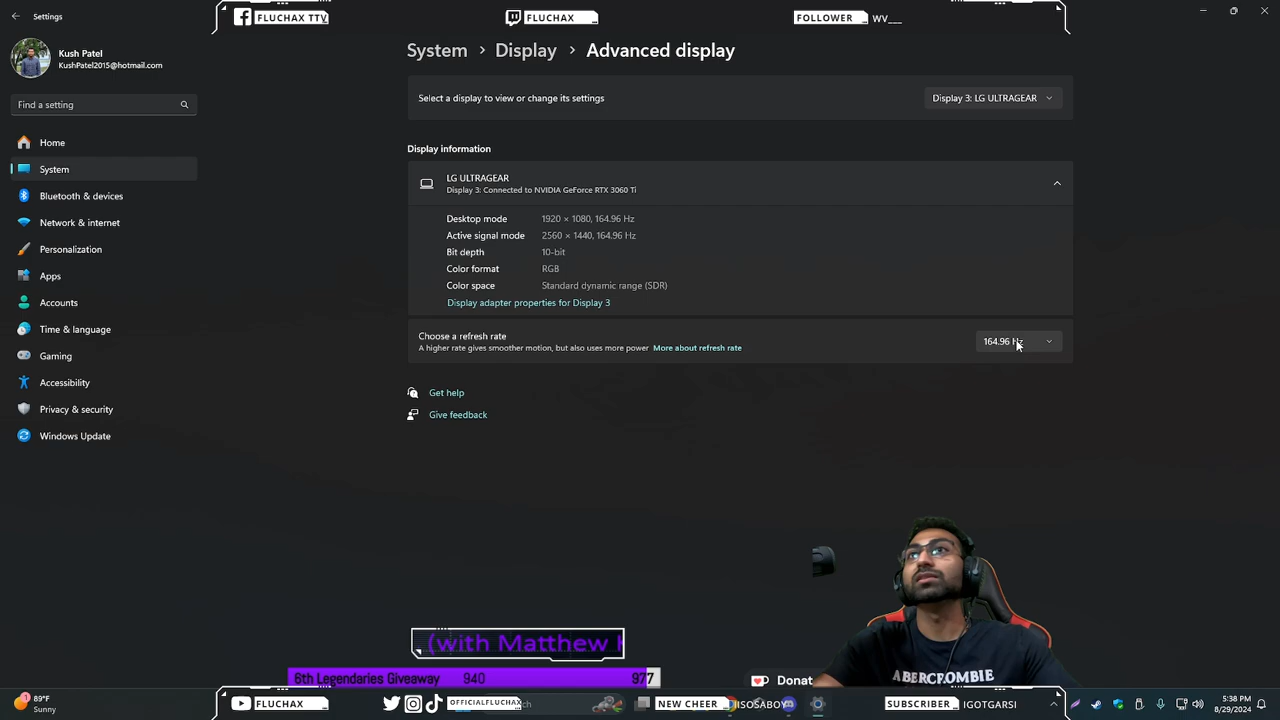 Settings
FLUCHAX TTV
FLUCHAX
FOLLOWER
WV___
Kush Patel
KushPatel2015@hotmail.com
Find a setting
Home
System
Bluetooth & devices
Network & internet
Personalization
Apps
Accounts
Time & language
Gaming
Accessibility
Privacy & security
Windows Update
System > Display > Advanced display
Select a display to view or change its settings
Display 3: LG ULTRAGEAR
Display information
LG ULTRAGEAR
Display 3: Connected to NVIDIA GeForce RTX 3060 Ti
Desktop mode 1920 × 1080, 164.96 Hz
Active signal mode 2560 × 1440, 164.96 Hz
Bit depth 10-bit
Color format RGB
Color space Standard dynamic range (SDR)
Display adapter properties for Display 3
Choose a refresh rate
A higher rate gives smoother motion, but also uses more power More about refresh rate
164.96 Hz
Get help
Give feedback
(with Matthew
6th Legendaries Giveaway 940 977
Donat
ABERCROMBIE
89°F
Sunny
FLUCHAX
OFFICIALFLUCHAX
NEW CHEER
ISOSABOY
SUBSCRIBER
IGOTGARSI
5:38 PM
8/29/2024